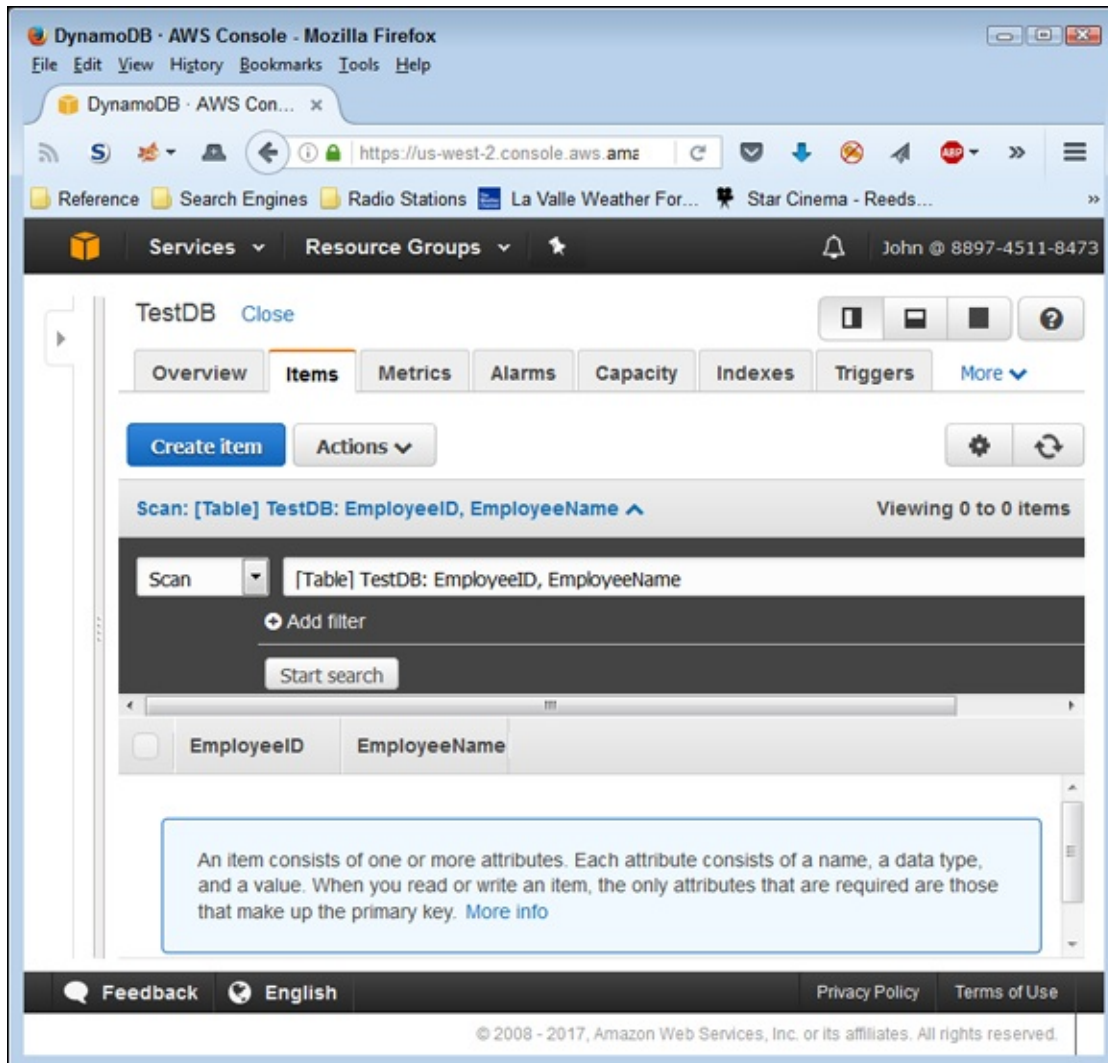 DynamoDB · AWS Console - Mozilla Firefox
File Edit View History Bookmarks Tools Help
DynamoDB · AWS Con... ×
S https://us-west-2.console.aws.ama ABP »
Reference Search Engines Radio Stations La Valle Weather For... Star Cinema - Reeds... »
Services Resource Groups John @ 8897-4511-8473
TestDB Close
Overview Items Metrics Alarms Capacity Indexes Triggers More
Create item Actions
Scan: [Table] TestDB: EmployeeID, EmployeeName Viewing 0 to 0 items
Scan [Table] TestDB: EmployeeID, EmployeeName
Add filter
Start search
EmployeeID EmployeeName
An item consists of one or more attributes. Each attribute consists of a name, a data type,
and a value. When you read or write an item, the only attributes that are required are those
that make up the primary key. More info
Feedback English Privacy Policy Terms of Use
© 2008 - 2017, Amazon Web Services, Inc. or its affiliates. All rights reserved.